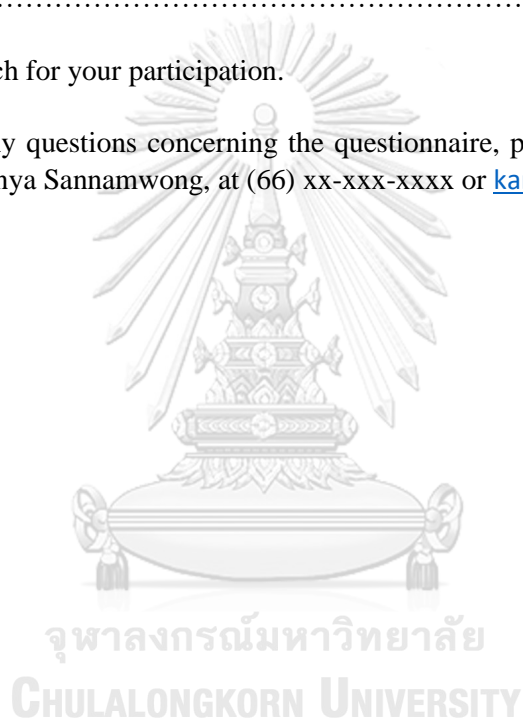 ……………………………………………………………
ch for your participation.
ny questions concerning the questionnaire, p
nya Sannamwong, at (66) xx-xxx-xxxx or ka
จุฬาลงกรณ์มหาวิทยาลัย
CHULALONGKORN UNIVERSITY